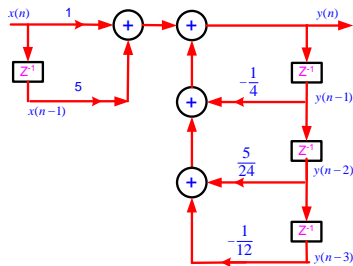 x(n)
1
+
+
y(n)
Z⁻¹
Z⁻¹
5
x(n−1)
+
−1/4
y(n−1)
Z⁻¹
+
5/24
y(n−2)
Z⁻¹
−1/12
y(n−3)